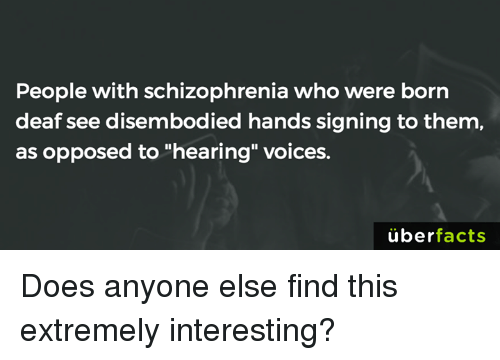 People with schizophrenia who were born
deaf see disembodied hands signing to them,
as opposed to "hearing" voices.
überfacts
Does anyone else find this
extremely interesting?